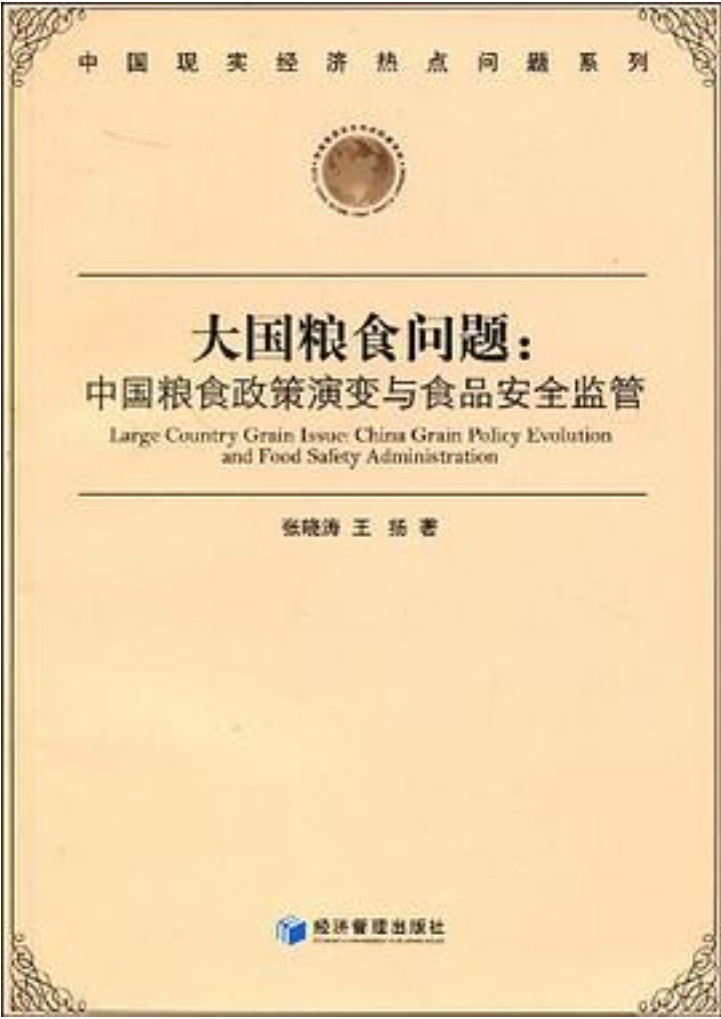 中国现实经济热点问题系列
大国粮食问题：
中国粮食政策演变与食品安全监管
Large Country Grain Issue: China Grain Policy Evolution
and Food Safety Administration
张晓涛 王 扬 著
经济管理出版社